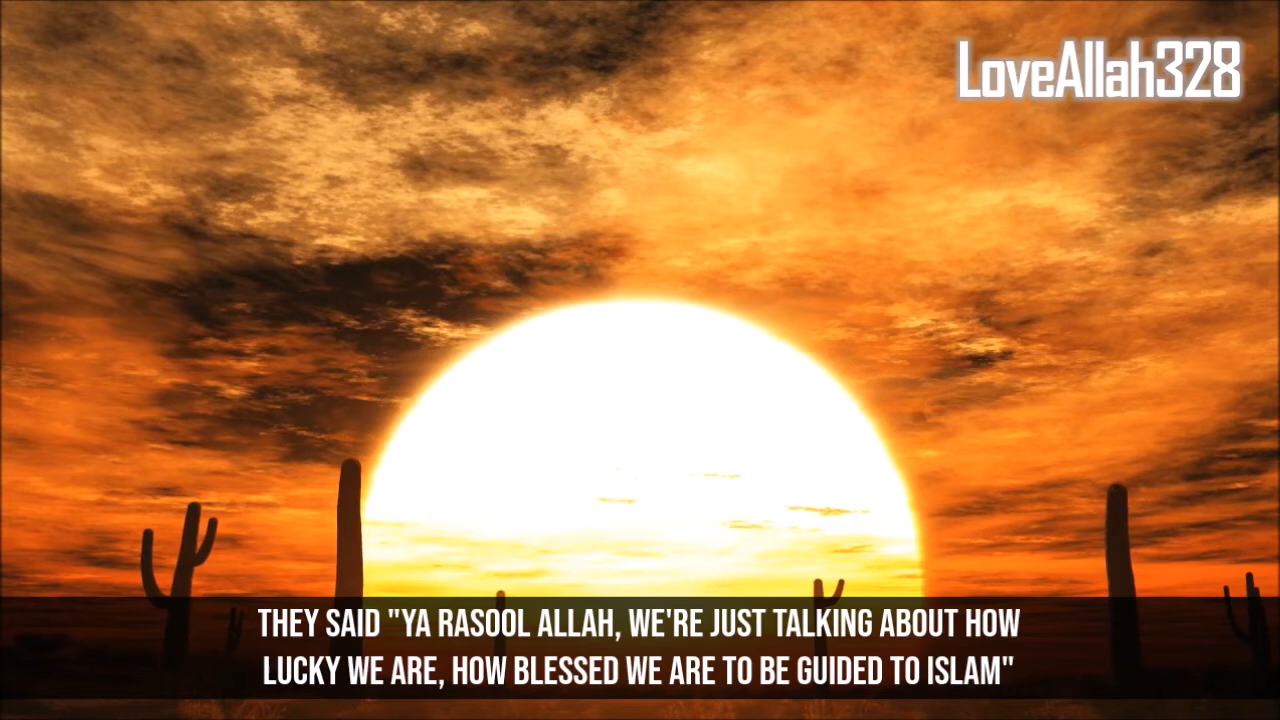 LoveAllah328
THEY SAID "YA RASOOL ALLAH, WE'RE JUST TALKING ABOUT HOW
LUCKY WE ARE, HOW BLESSED WE ARE TO BE GUIDED TO ISLAM"